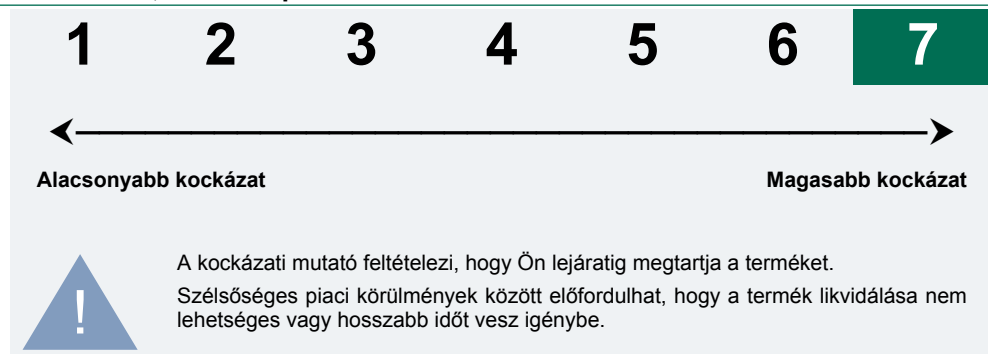 1 2 3 4 5 6 7
Alacsonyabb kockázat Magasabb kockázat
A kockázati mutató feltételezi, hogy Ön lejáratig megtartja a terméket.
Szélsőséges piaci körülmények között előfordulhat, hogy a termék likvidálása nem
lehetséges vagy hosszabb időt vesz igénybe.
!